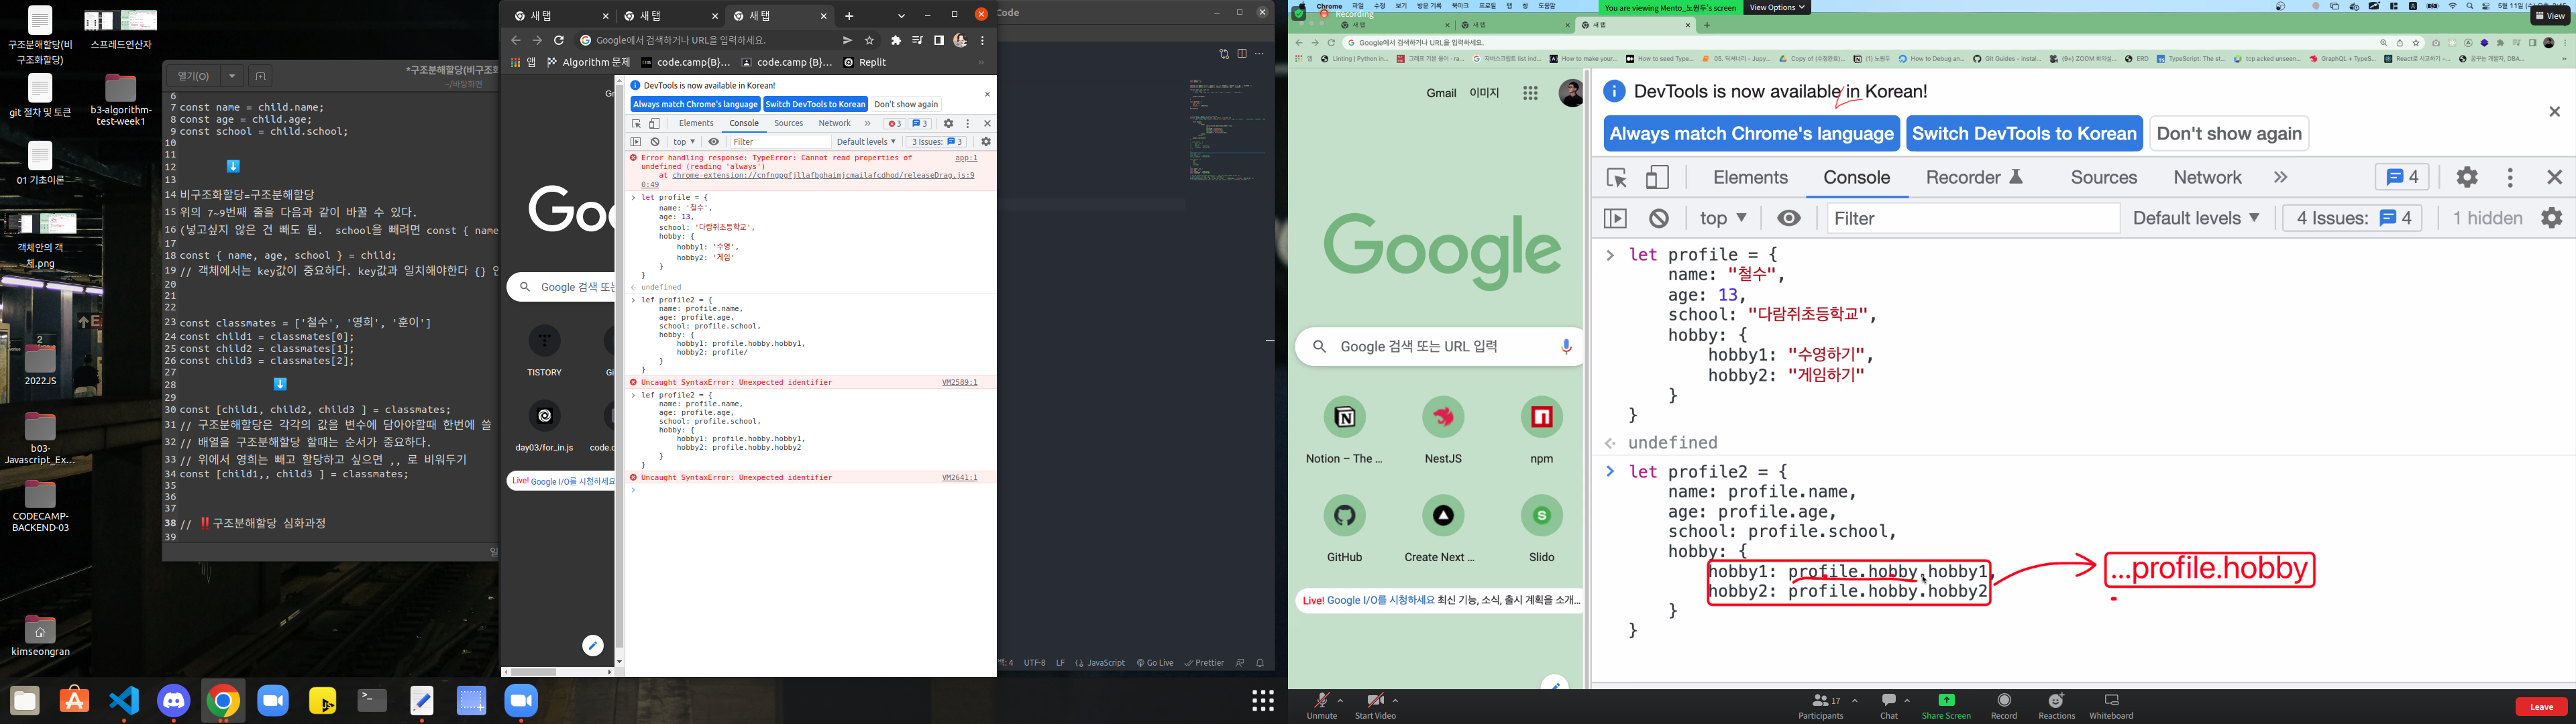 구조분해할당(비
구조화할당)
스프레드연산자
git 절차 및 토큰
b3-algorithm-
test-week1
01 기초이론
객체안의 객
체.png
2022JS
b03-
Javascript_Ex...
CODECAMP-
BACKEND-03
kimseongran
열기(O)
*구조분해할당(비구조화
~/바탕화면
6
7 const name = child.name;
8 const age = child.age;
9 const school = child.school;
10
11
12
13
14 비구조화할당=구조분해할당
15 위의 7~9번째 줄을 다음과 같이 바꿀 수 있다.
16 (넣고싶지 않은 건 빼도 됨. school을 빼려면 const { name
17
18 const { name, age, school } = child;
19 // 객체에서는 key값이 중요하다. key값과 일치해야한다 {} 안
20
21
22
23 const classmates = ['철수', '영희', '훈이']
24 const child1 = classmates[0];
25 const child2 = classmates[1];
26 const child3 = classmates[2];
27
28
29
30 const [child1, child2, child3 ] = classmates;
31 // 구조분해할당은 각각의 값을 변수에 담아야할때 한번에 쓸
32 // 배열을 구조분해할당 할때는 순서가 중요하다.
33 // 위에서 영희는 빼고 할당하고 싶으면 ,, 로 비워두기
34 const [child1,, child3 ] = classmates;
35
36
37
38 // ‼️구조분해할당 심화과정
39
새 탭
새 탭
새 탭
Google에서 검색하거나 URL을 입력하세요.
앱
Algorithm 문제
code.camp{B}...
code.camp {B}...
Replit
Goo
Google 검색 또는
TISTORY
day03/for_in.js
code.c
Live! Google I/O를 시청하세요
DevTools is now available in Korean!
Always match Chrome's language
Switch DevTools to Korean
Don't show again
Elements
Console
Sources
Network
3
3
top
Filter
Default levels
3 Issues: 3
Error handling response: TypeError: Cannot read properties of app:1
undefined (reading 'always')
at chrome-extension://cnfngpgfjllafbghaimjcmailafcdhod/releaseDrag.js:9
0:49
let profile = {
name: '철수',
age: 13,
school: '다람쥐초등학교',
hobby: {
hobby1: '수영',
hobby2: '게임'
}
}
undefined
lef profile2 = {
name: profile.name,
age: profile.age,
school: profile.school,
hobby: {
hobby1: profile.hobby.hobby1,
hobby2: profile/
}
}
Uncaught SyntaxError: Unexpected identifier VM2589:1
lef profile2 = {
name: profile.name,
age: profile.age,
school: profile.school,
hobby: {
hobby1: profile.hobby.hobby1,
hobby2: profile.hobby.hobby2
}
}
Uncaught SyntaxError: Unexpected identifier VM2641:1
Code
백: 4
UTF-8
LF
JavaScript
Go Live
Prettier
Chrome 파일 수정 보기 방문 기록 북마크 프로필 탭 창 도움말
Recording
You are viewing Mento_노원두's screen
View Options
5월 11일 (수)
View
새 탭
새 탭
새 탭
Google에서 검색하거나 URL을 입력하세요.
Gmail
이미지
Google
Google 검색 또는 URL 입력
Notion – The ...
NestJS
npm
GitHub
Create Next ...
Slido
Live! Google I/O를 시청하세요 최신 기능, 소식, 출시 계획을 소개...
DevTools is now available in Korean!
Always match Chrome's language
Switch DevTools to Korean
Don't show again
Elements
Console
Recorder
Sources
Network
4
top
Filter
Default levels
4 Issues: 4
1 hidden
let profile = {
name: "철수",
age: 13,
school: "다람쥐초등학교",
hobby: {
hobby1: "수영하기",
hobby2: "게임하기"
}
}
undefined
let profile2 = {
name: profile.name,
age: profile.age,
school: profile.school,
hobby: {
hobby1: profile.hobby.hobby1,
hobby2: profile.hobby.hobby2
}
}
...profile.hobby
Unmute
Start Video
Participants
17
Chat
Share Screen
Record
Reactions
Whiteboard
Leave